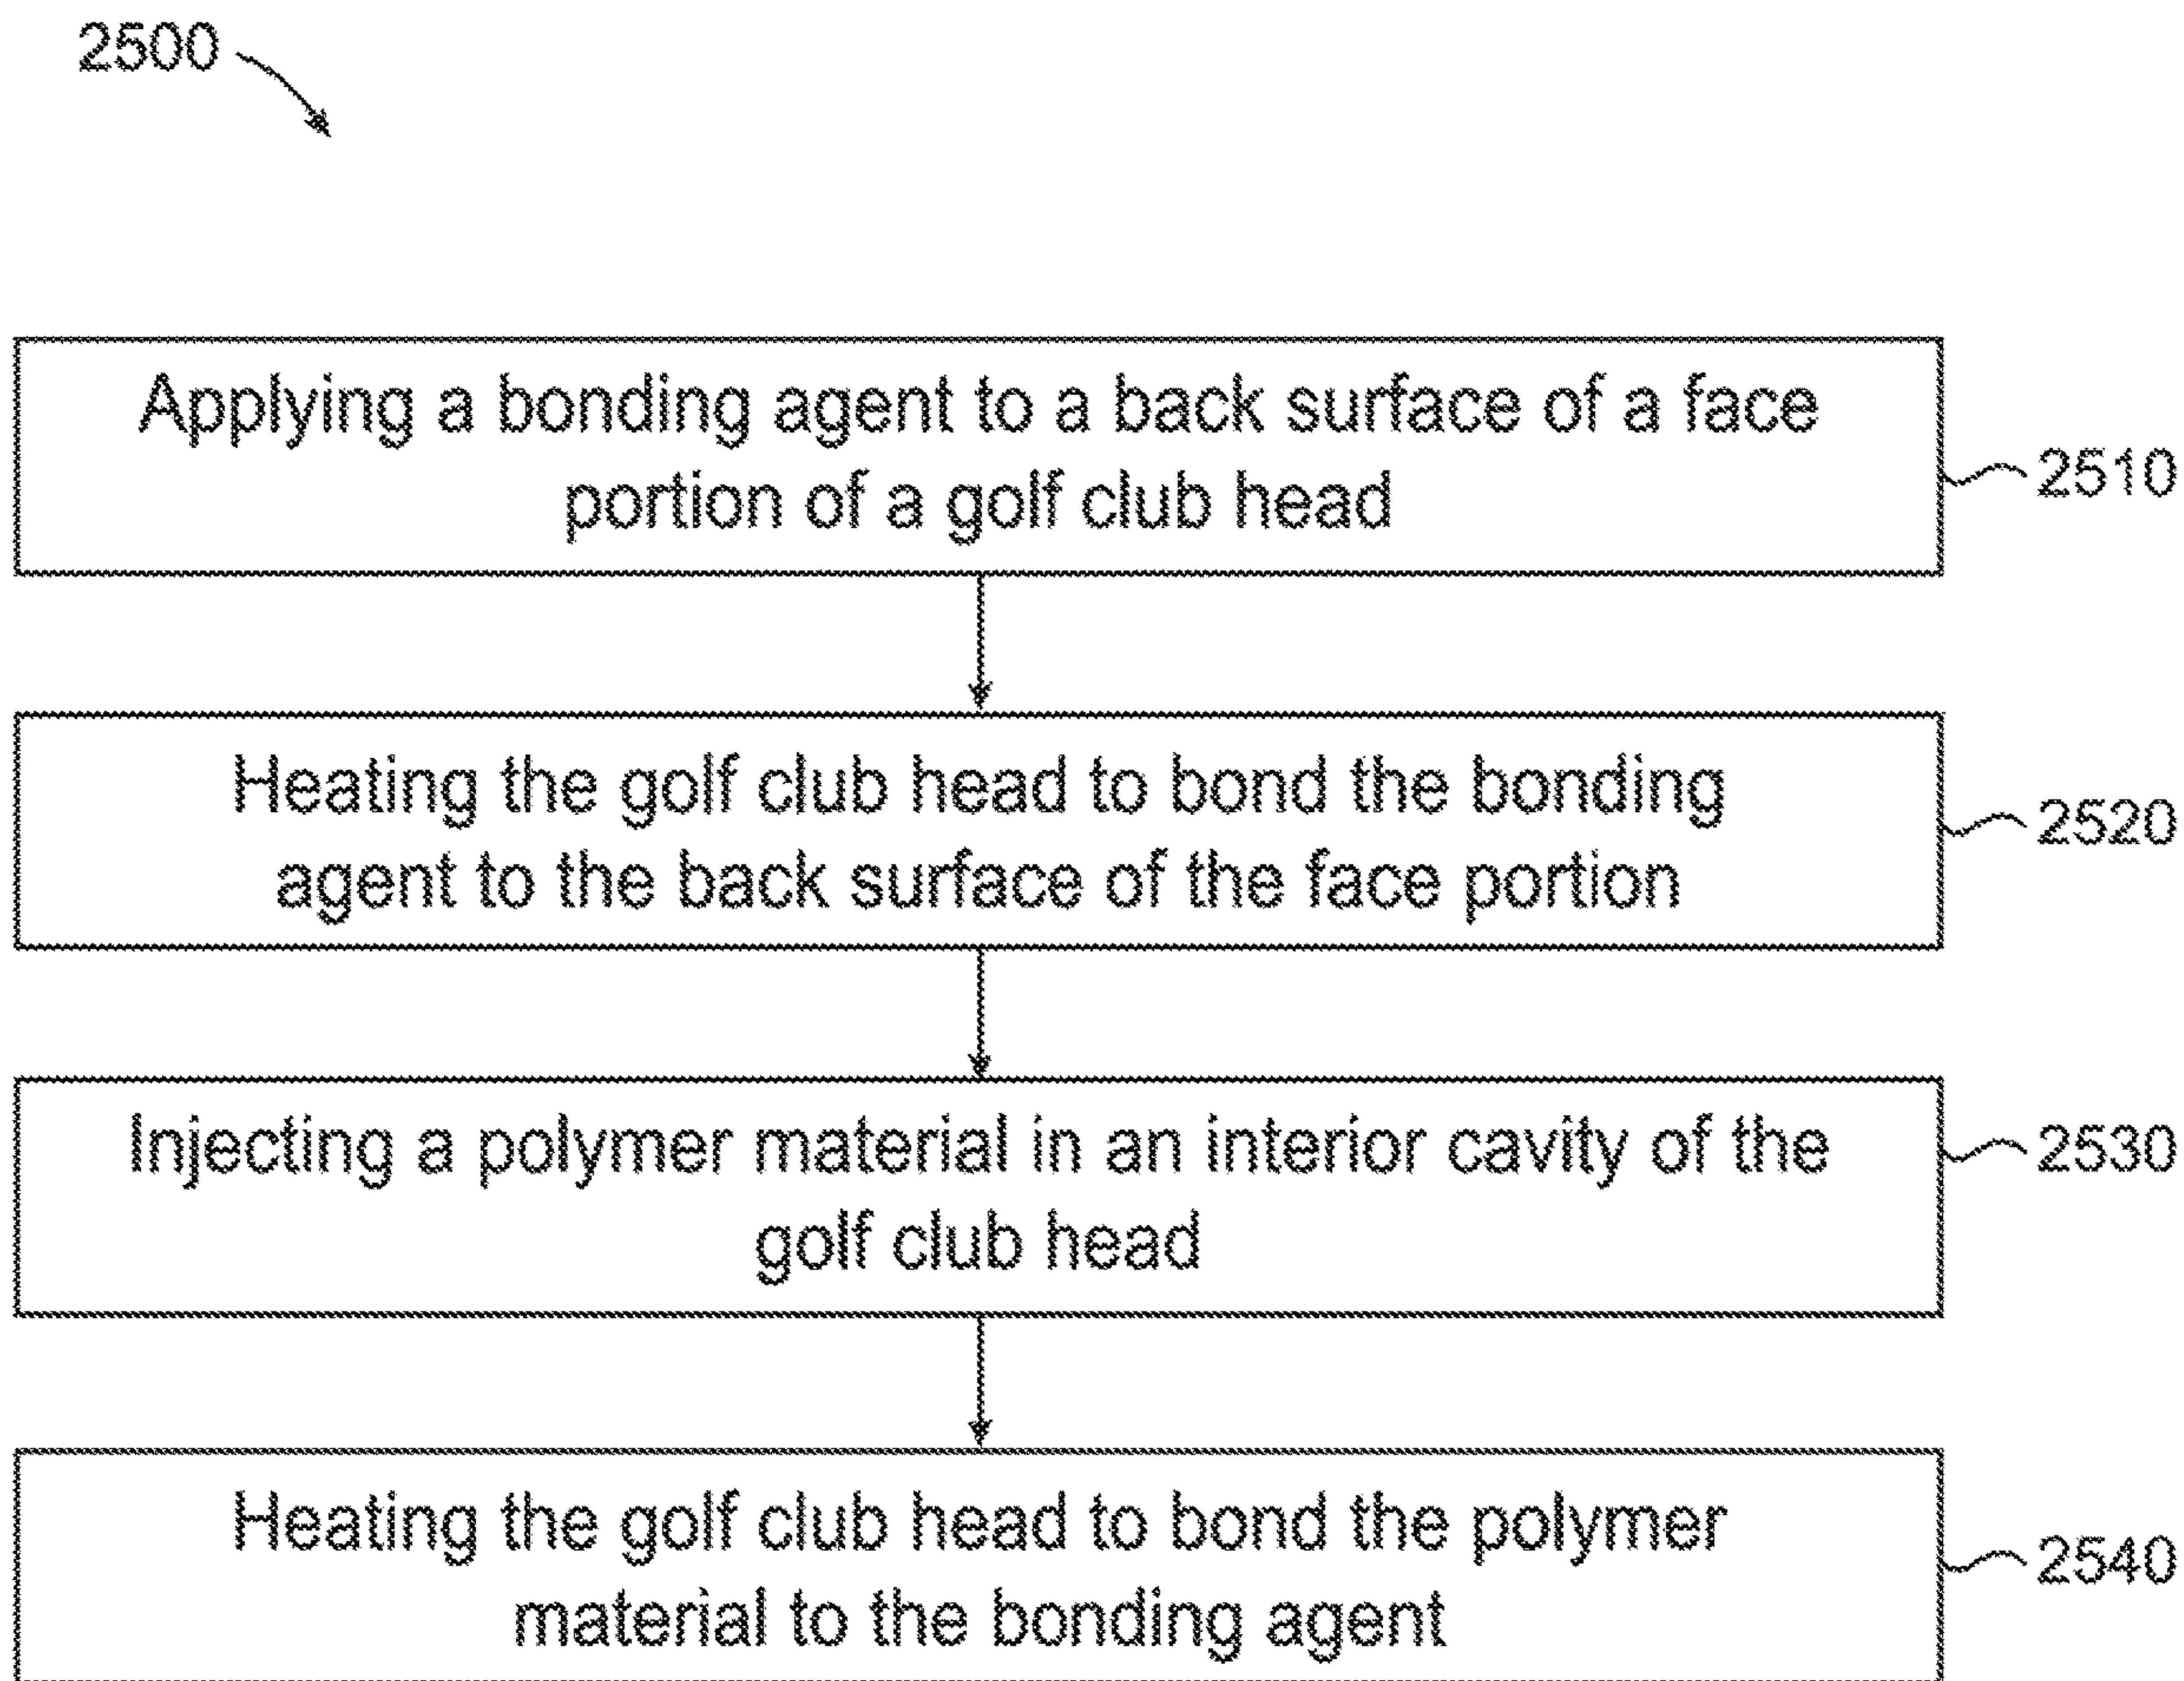 2500
Applying a bonding agent to a back surface of a face
portion of a golf club head
2510
Heating the golf club head to bond the bonding
agent to the back surface of the face portion
2520
Injecting a polymer material in an interior cavity of the
golf club head
2530
Heating the golf club head to bond the polymer
material to the bonding agent
2540